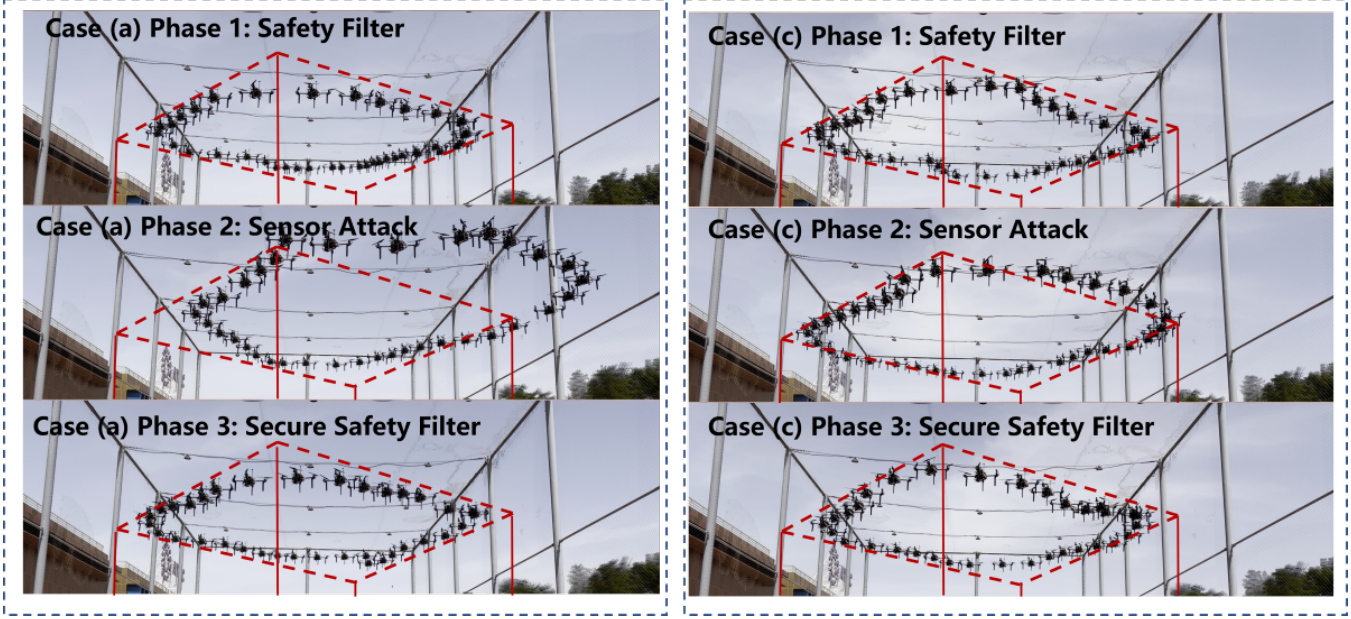 Case (a) Phase 1: Safety Filter
Case (a) Phase 2: Sensor Attack
Case (a) Phase 3: Secure Safety Filter
Case (c) Phase 1: Safety Filter
Case (c) Phase 2: Sensor Attack
Case (c) Phase 3: Secure Safety Filter